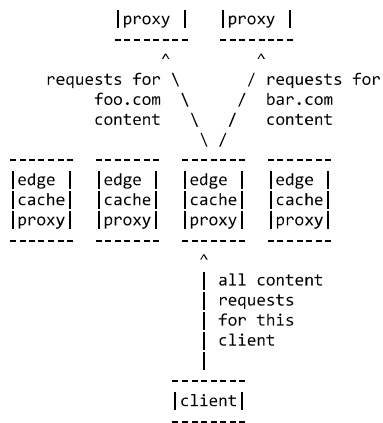 |proxy |   |proxy |
--------   --------
^          ^
requests for \       / requests for
foo.com  \     /  bar.com
content   \   /   content
\ /
-------  -------  -------  -------
|edge |  |edge |  |edge |  |edge |
|cache|  |cache|  |cache|  |cache|
|proxy|  |proxy|  |proxy|  |proxy|
-------  -------  -------  -------
^
| all content
| requests
| for this
| client
|
--------
|client|
--------